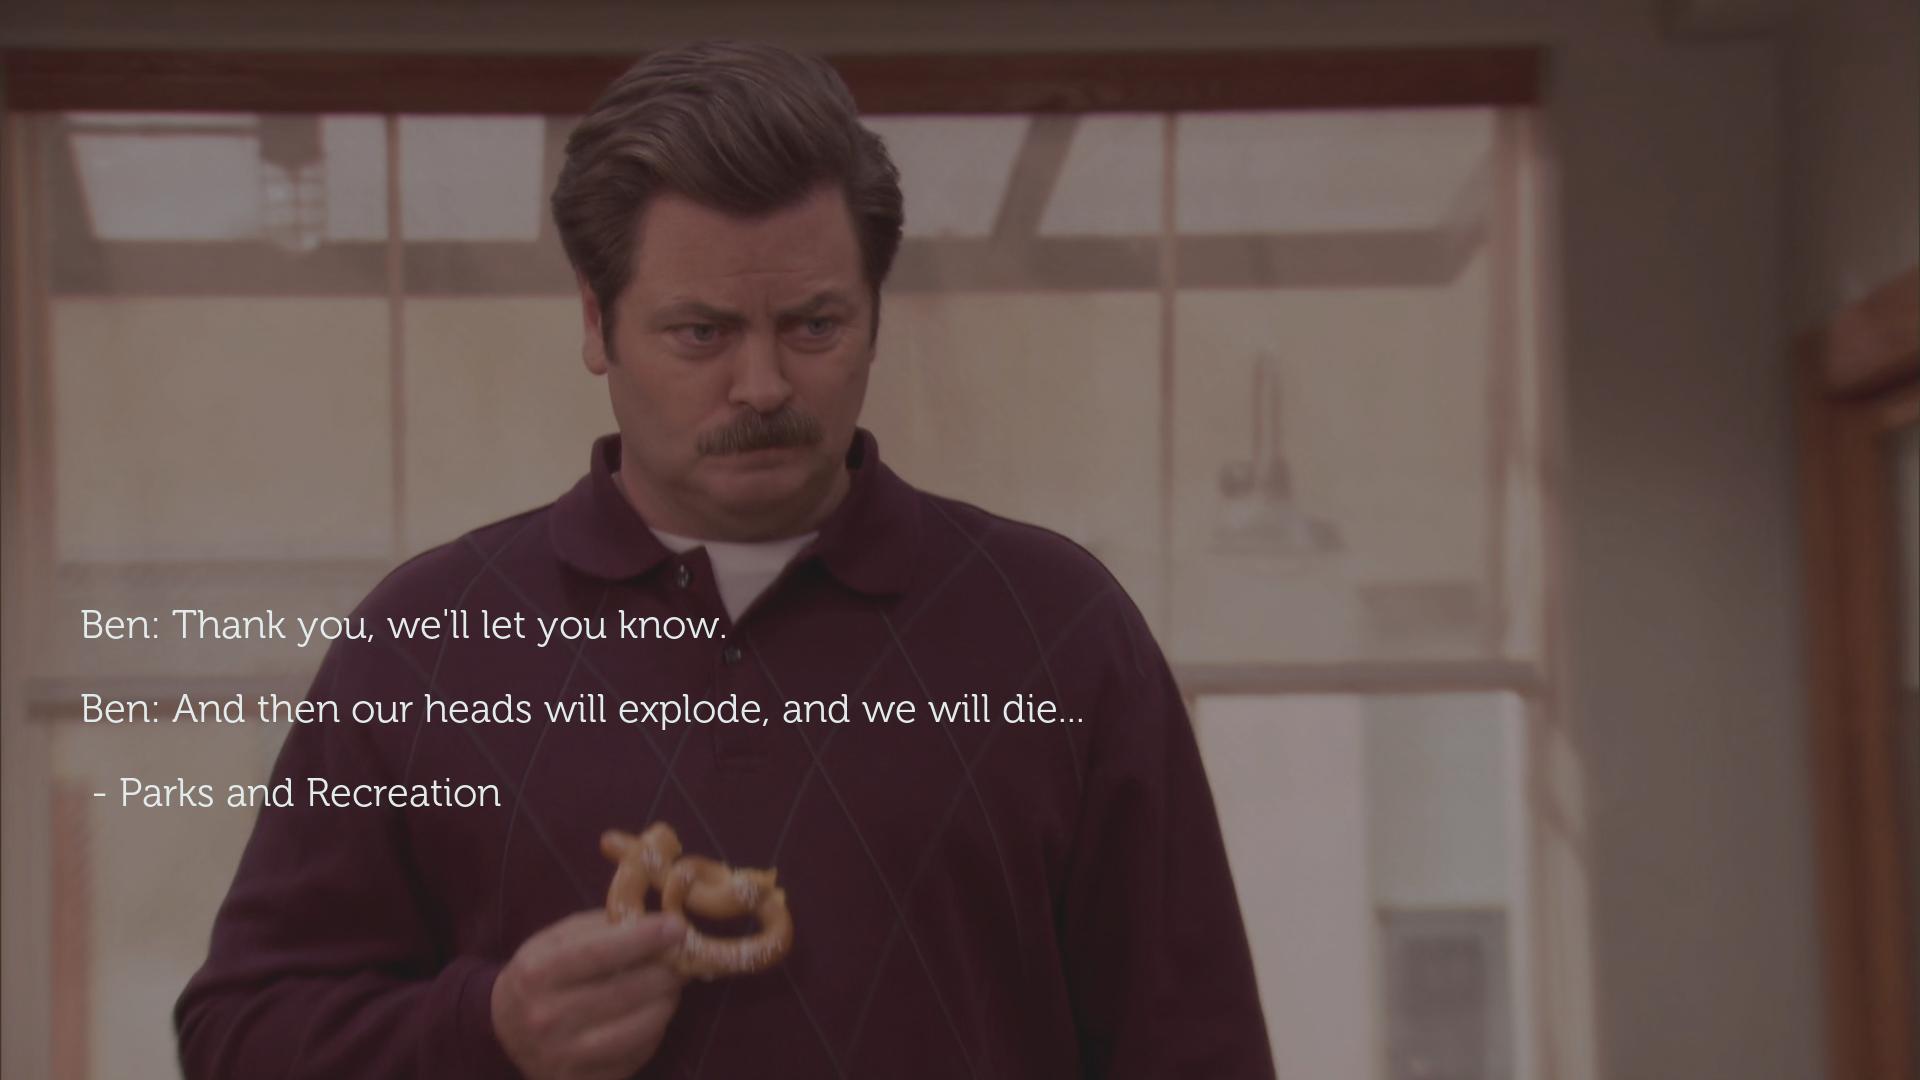 Ben: Thank you, we'll let you know.
Ben: And then our heads will explode, and we will die...
- Parks and Recreation